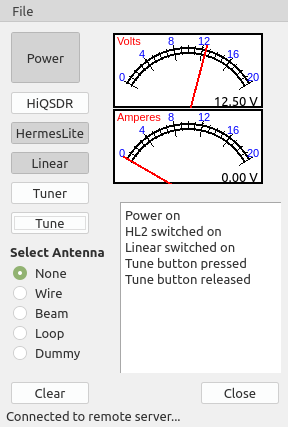 File
Power
HiQSDR
HermesLite
Linear
Tuner
Tune
Select Antenna
None
Wire
Beam
Loop
Dummy
Volts
0 4 8 12 16 20
12.50 V
Amperes
0 4 8 12 16 20
0.00 V
Power on
HL2 switched on
Linear switched on
Tune button pressed
Tune button released
Clear
Close
Connected to remote server...